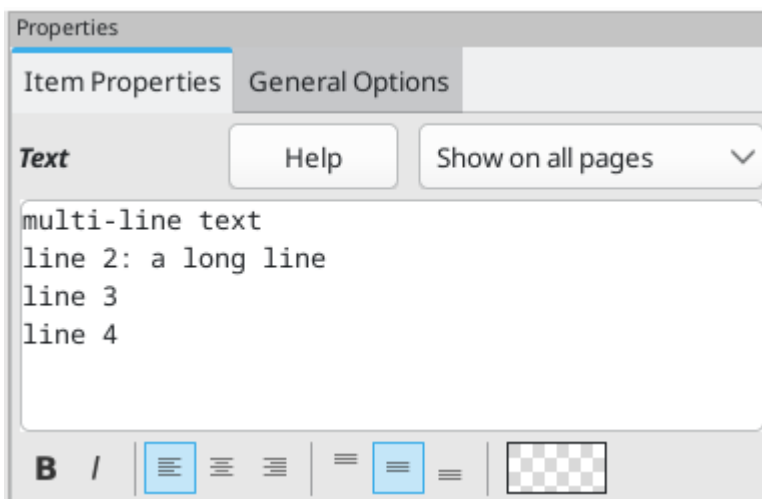 Properties
Item Properties General Options
Text Help Show on all pages
multi-line text
line 2: a long line
line 3
line 4
B I